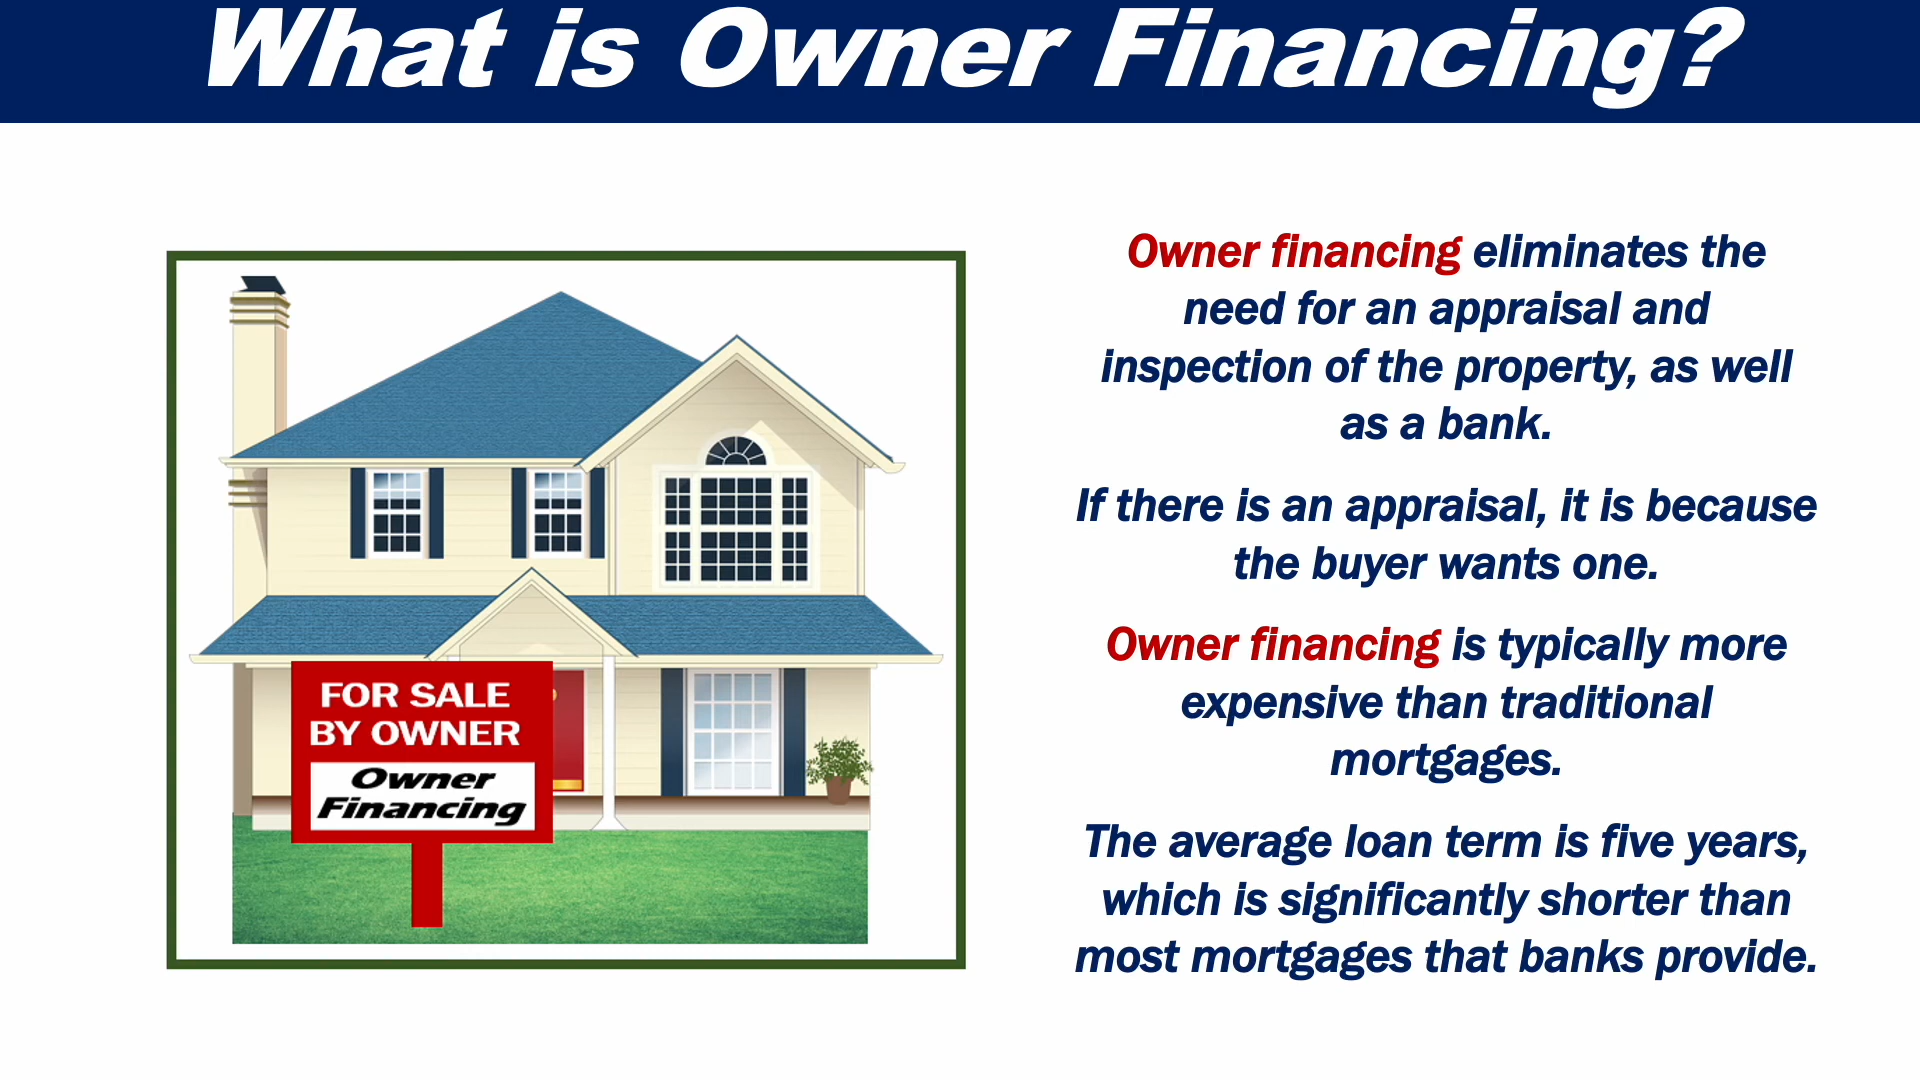 What is Owner Financing?
FOR SALE
BY OWNER
Owner
Financing
Owner financing eliminates the
need for an appraisal and
inspection of the property, as well
as a bank.
If there is an appraisal, it is because
the buyer wants one.
Owner financing is typically more
expensive than traditional
mortgages.
The average loan term is five years,
which is significantly shorter than
most mortgages that banks provide.